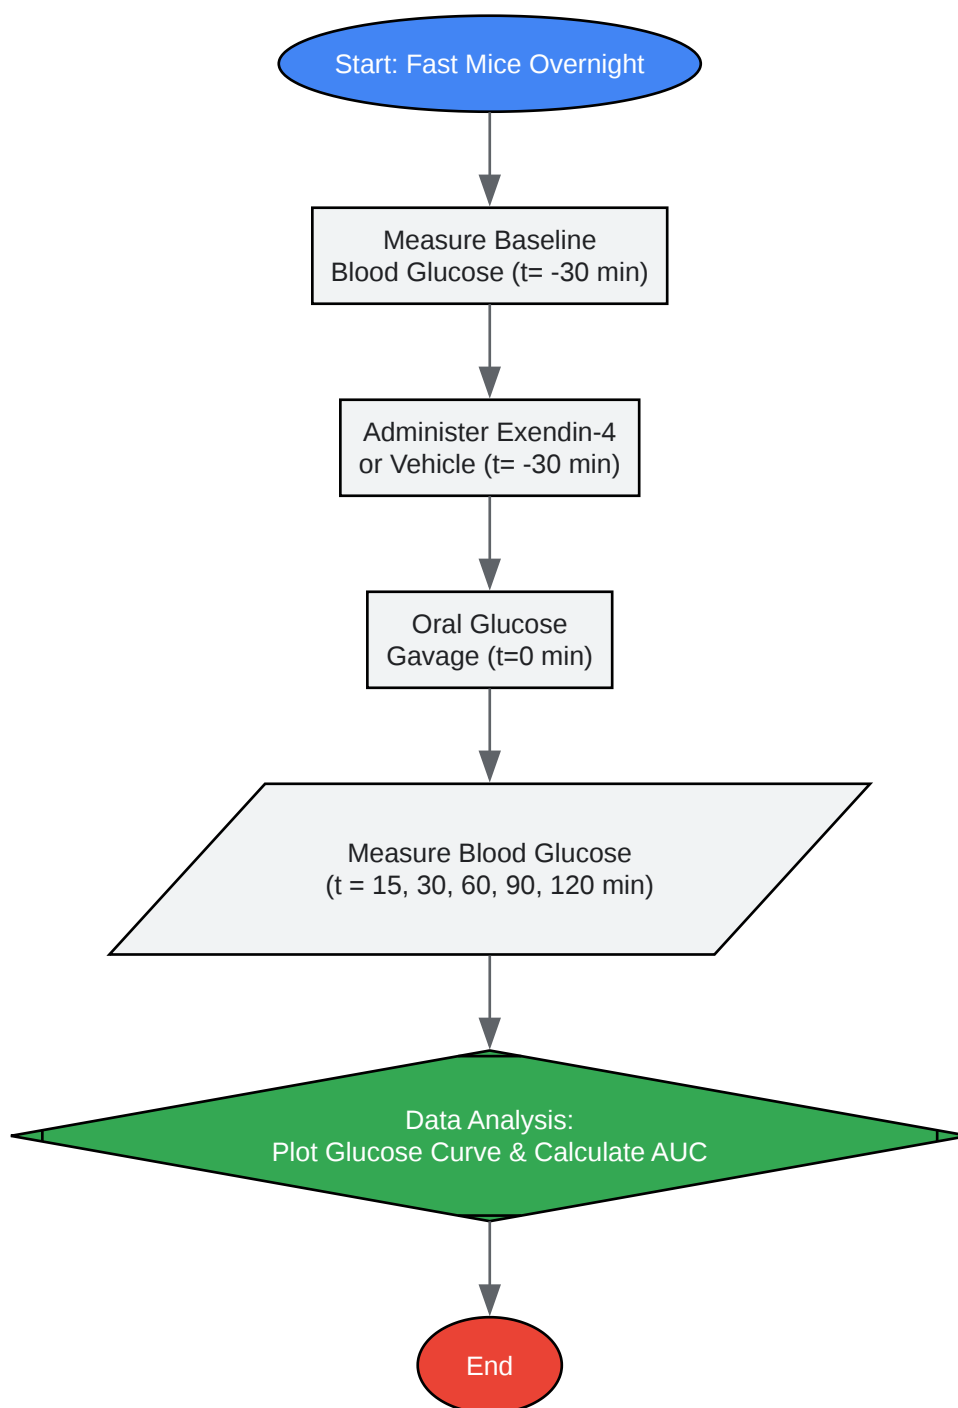 Start: Fast Mice Overnight
Measure Baseline
Blood Glucose (t= -30 min)
Administer Exendin-4
or Vehicle (t= -30 min)
Oral Glucose
Gavage (t=0 min)
Measure Blood Glucose
(t = 15, 30, 60, 90, 120 min)
Data Analysis:
Plot Glucose Curve & Calculate AUC
End